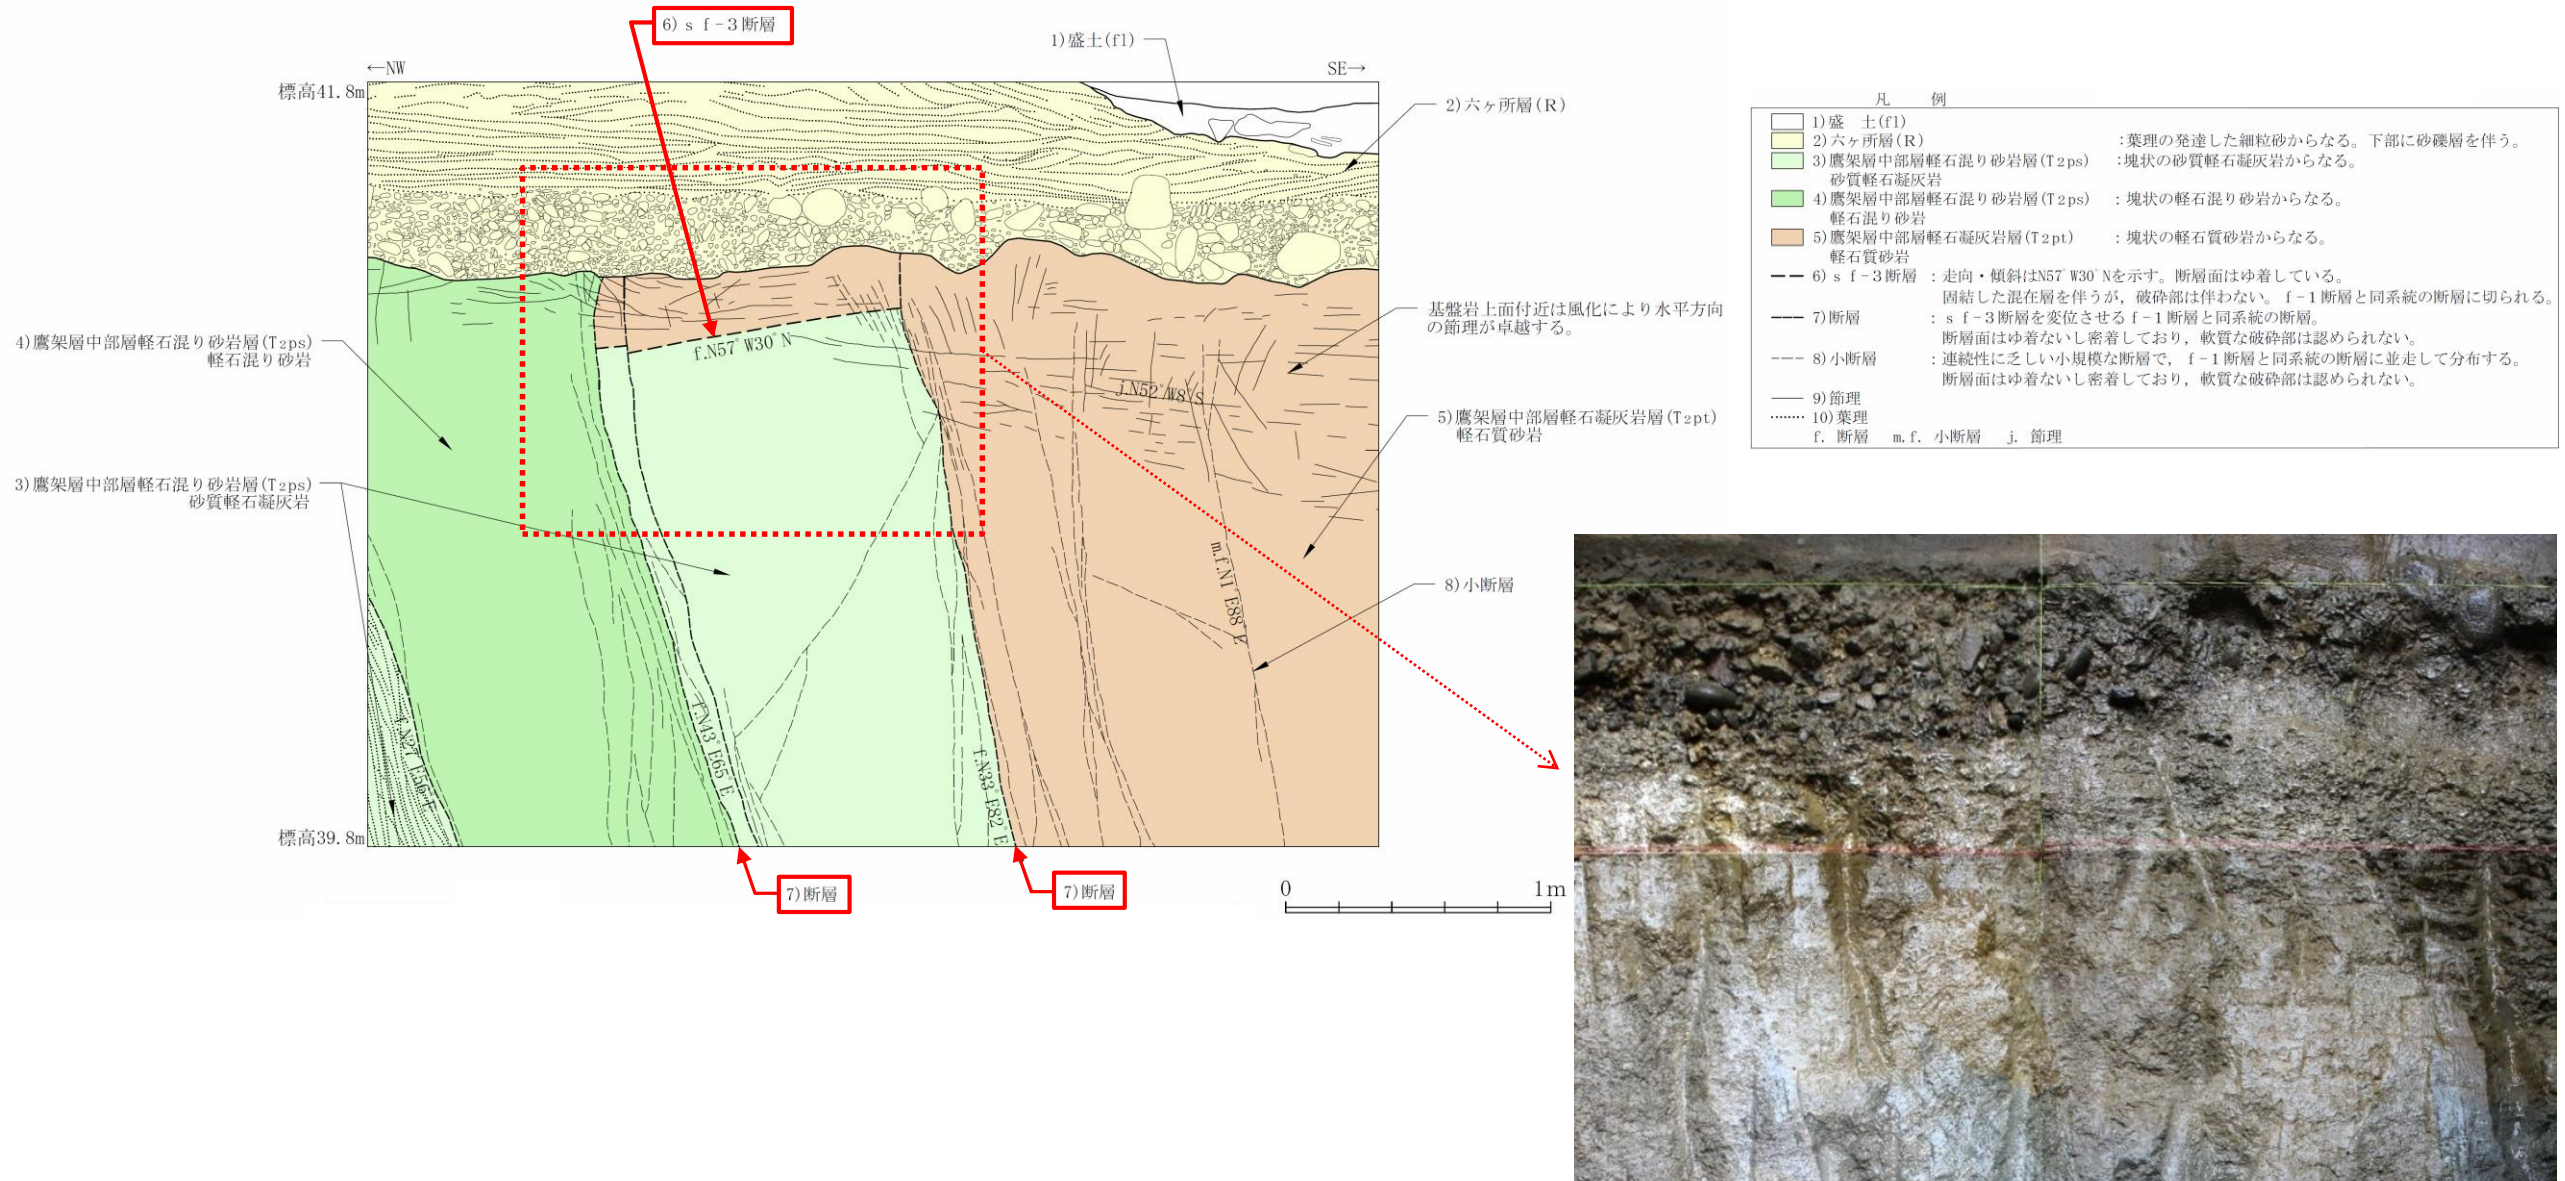 6)ｓｆ-3断層
1)盛土(fl)
←NW
SE→
標高41.8m
2)六ヶ所層(R)
4)鷹架層中部層軽石混り砂岩層(T2ps)
軽石混り砂岩
3)鷹架層中部層軽石混り砂岩層(T2ps)
砂質軽石凝灰岩
f.N57°W30°N
j.N52°W8°S
基盤岩上面付近は風化により水平方向
の節理が卓越する。
5)鷹架層中部層軽石凝灰岩層(T2pt)
軽石質砂岩
m.f.N1°E88°E
8)小断層
f.N27°E56°E
f.N43°E65°E
f.N33°E82°E
標高39.8m
7)断層
7)断層
0
1m
凡　例
1)盛　土(fl)
2)六ヶ所層(R)　：葉理の発達した細粒砂からなる。下部に砂礫層を伴う。
3)鷹架層中部層軽石混り砂岩層(T2ps)　：塊状の砂質軽石凝灰岩からなる。
砂質軽石凝灰岩
4)鷹架層中部層軽石混り砂岩層(T2ps)　：塊状の軽石混り砂岩からなる。
軽石混り砂岩
5)鷹架層中部層軽石凝灰岩層(T2pt)　：塊状の軽石質砂岩からなる。
軽石質砂岩
6)ｓｆ-3断層　：走向・傾斜はN57°W30°Nを示す。断層面はゆ着している。
固結した混在層を伴うが，破砕部は伴わない。ｆ-1断層と同系統の断層に切られる。
7)断層　：ｓｆ-3断層を変位させるｆ-1断層と同系統の断層。
断層面はゆ着ないし密着しており，軟質な破砕部は認められない。
8)小断層　：連続性に乏しい小規模な断層で，ｆ-1断層と同系統の断層に並走して分布する。
断層面はゆ着ないし密着しており，軟質な破砕部は認められない。
9)節理
10)葉理
f. 断層　m.f. 小断層　j. 節理